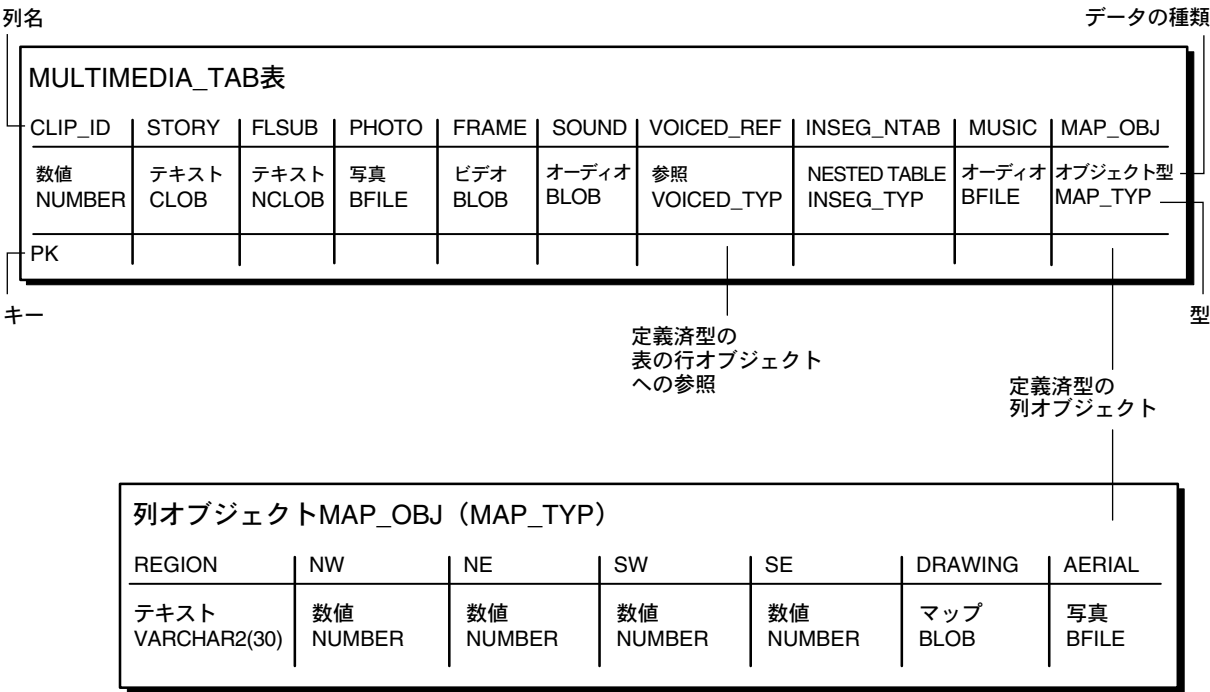 列名
データの種類
MULTIMEDIA_TAB表
CLIP_ID STORY FLSUB PHOTO FRAME SOUND VOICED_REF INSEG_NTAB MUSIC MAP_OBJ
数値 テキスト テキスト 写真 ビデオ オーディオ 参照 NESTED TABLE オーディオ オブジェクト型
NUMBER CLOB NCLOB BFILE BLOB BLOB VOICED_TYP INSEG_TYP BFILE MAP_TYP
PK
キー
型
定義済型の
表の行オブジェクト
への参照
定義済型の
列オブジェクト
列オブジェクトMAP_OBJ（MAP_TYP）
REGION NW NE SW SE DRAWING AERIAL
テキスト 数値 数値 数値 数値 マップ 写真
VARCHAR2(30) NUMBER NUMBER NUMBER NUMBER BLOB BFILE